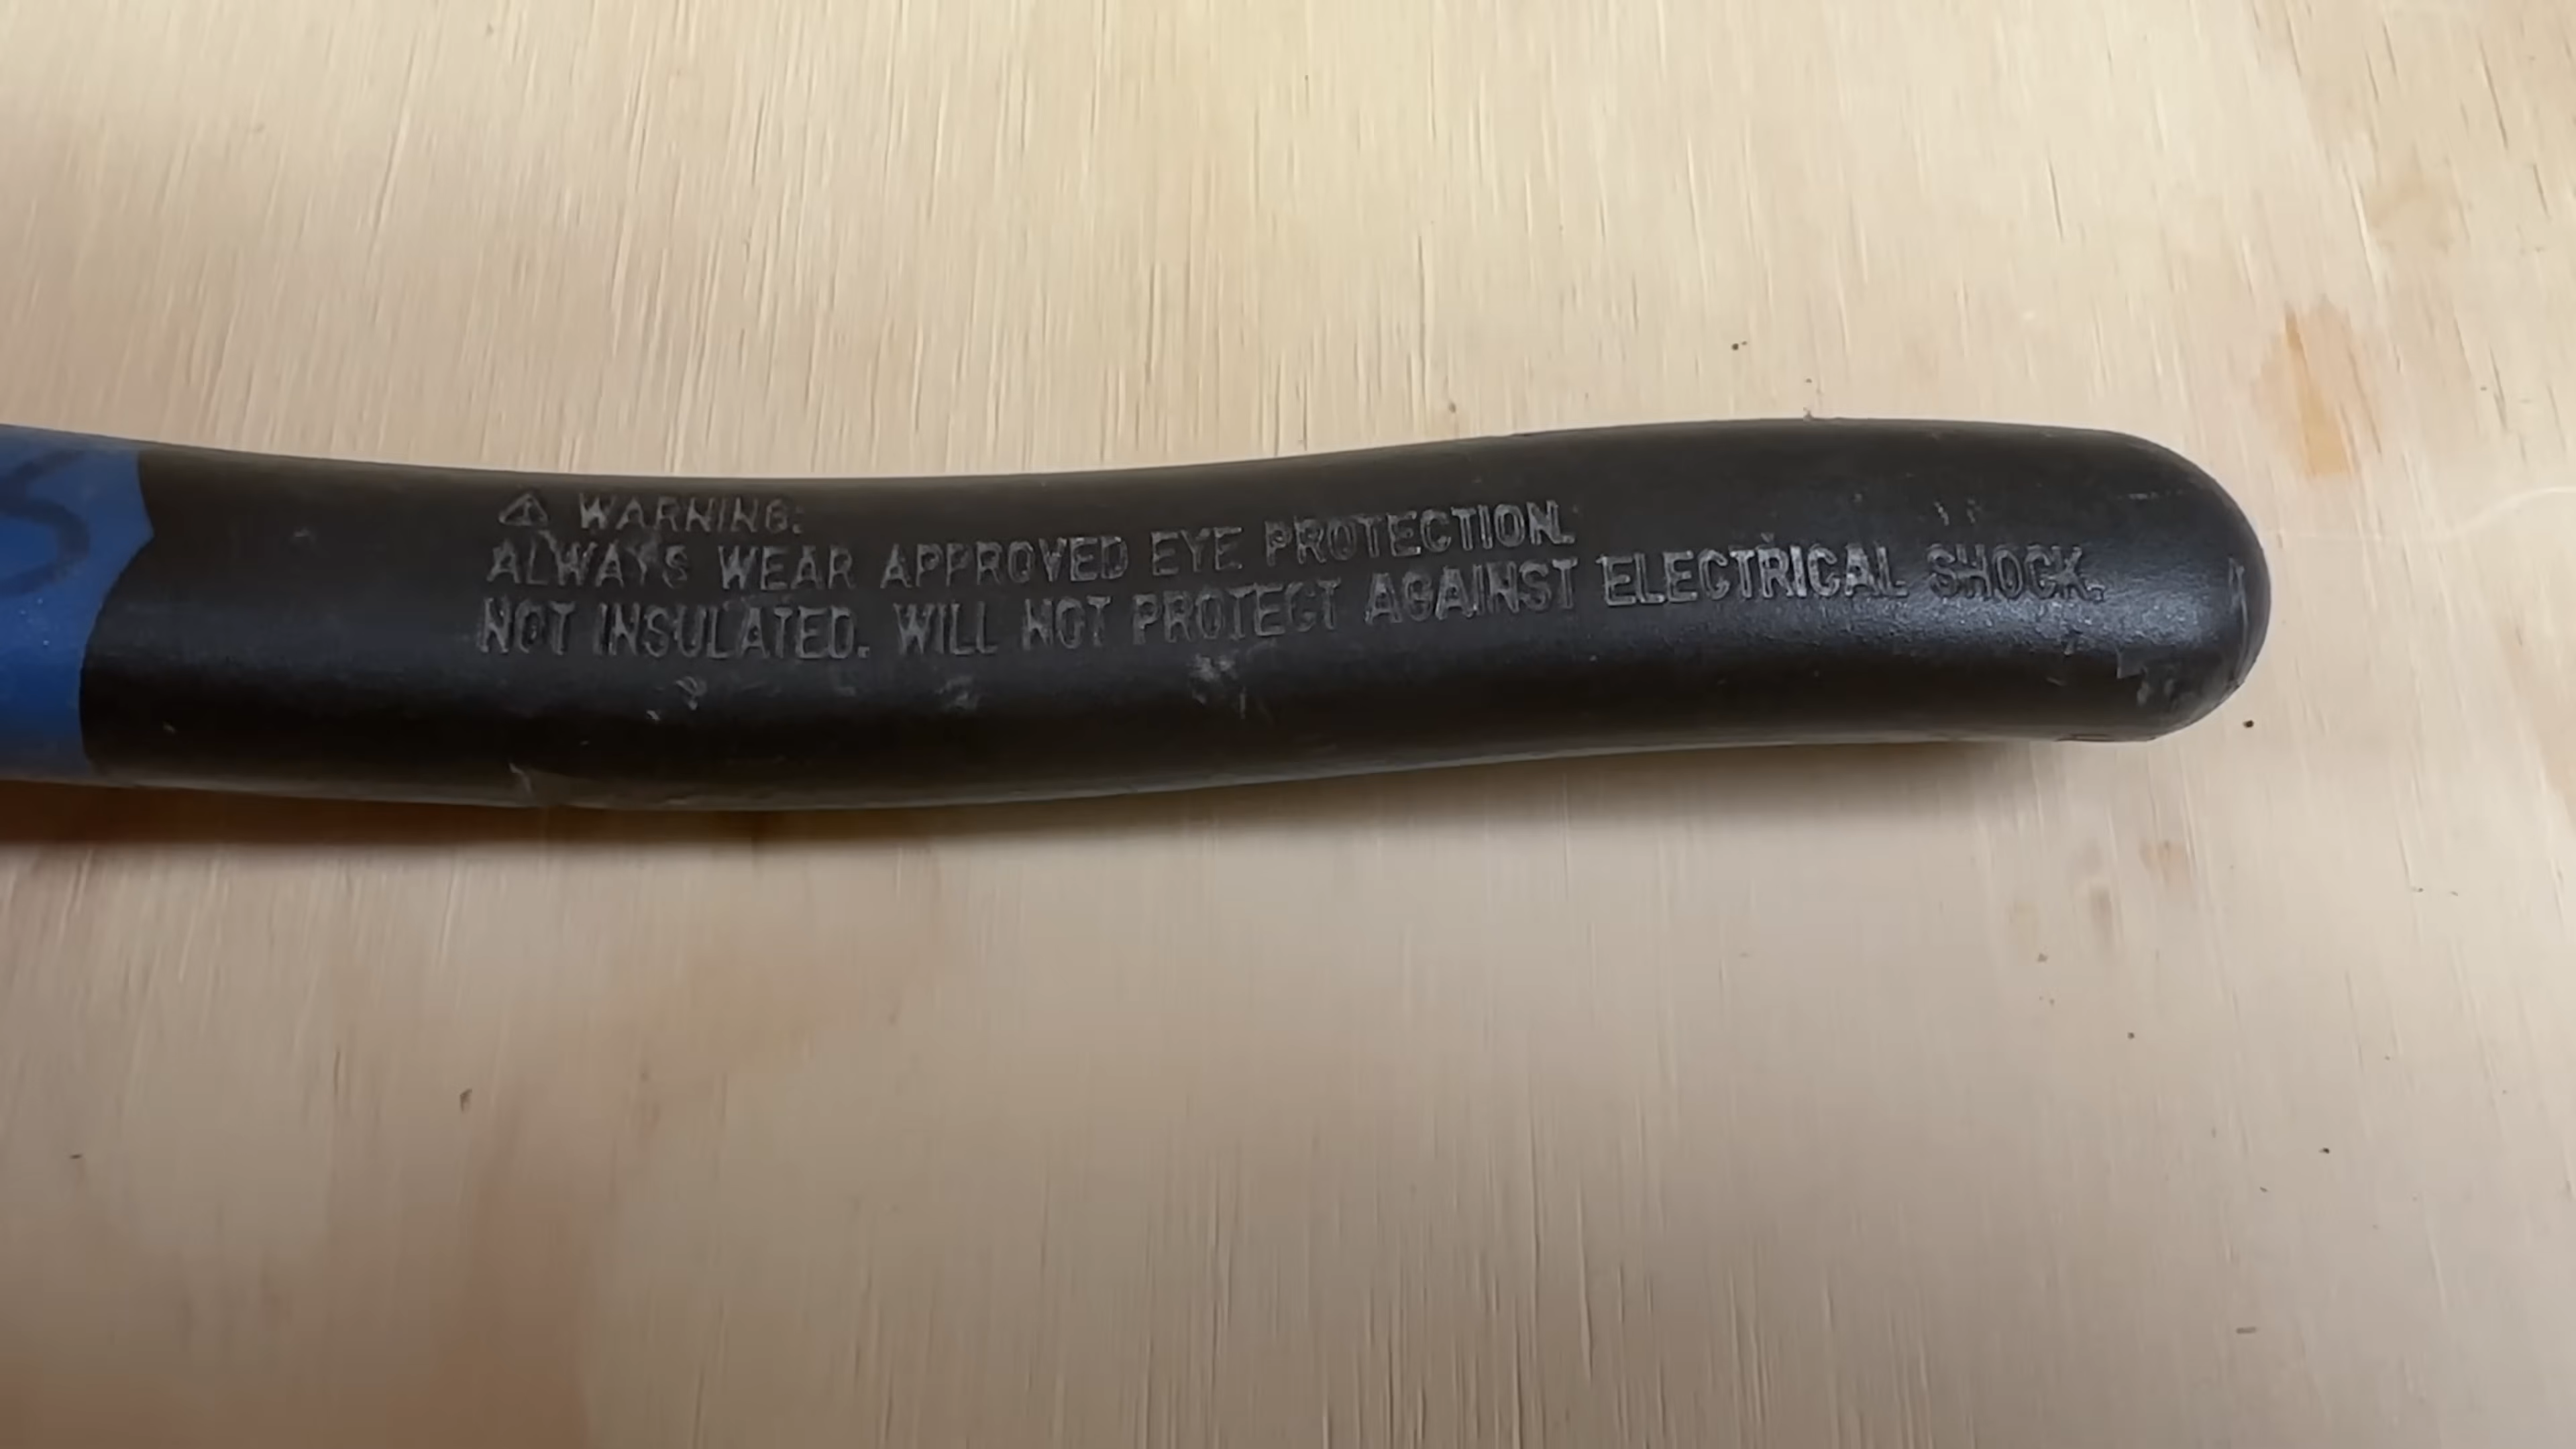 ⚠ WARNING:
ALWAYS WEAR APPROVED EYE PROTECTION.
NOT INSULATED. WILL NOT PROTECT AGAINST ELECTRICAL SHOCK.